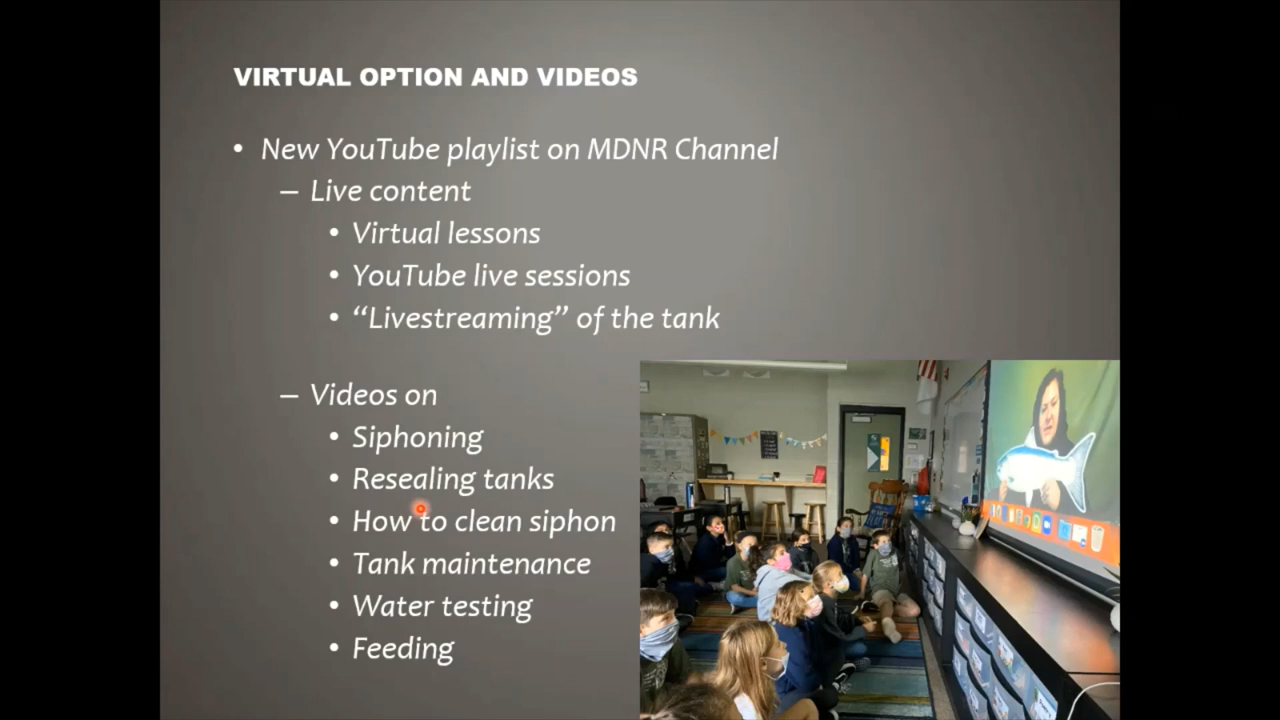 VIRTUAL OPTION AND VIDEOS
• New YouTube playlist on MDNR Channel
– Live content
• Virtual lessons
• YouTube live sessions
• “Livestreaming” of the tank
– Videos on
• Siphoning
• Resealing tanks
• How to clean siphon
• Tank maintenance
• Water testing
• Feeding